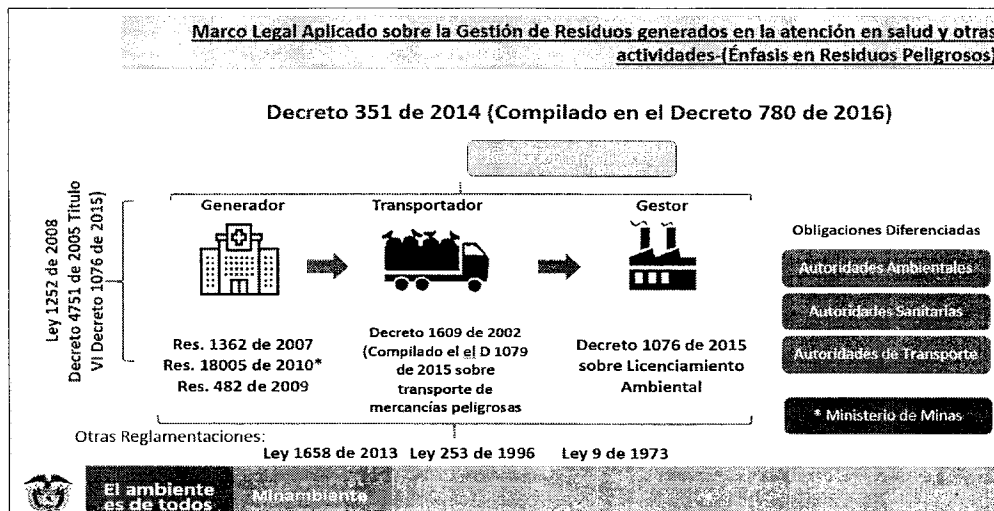 Marco Legal Aplicado sobre la Gestión de Residuos generados en la atención en salud y otras
actividades-(Énfasis en Residuos Peligrosos)
Decreto 351 de 2014 (Compilado en el Decreto 780 de 2016)
Ley 1252 de 2008
Decreto 4751 de 2005 Titulo
VI Decreto 1076 de 2015)
Generador
Transportador
Gestor
Res. 1362 de 2007
Res. 18005 de 2010*
Res. 482 de 2009
Decreto 1609 de 2002
(Compilado el el D 1079
de 2015 sobre
transporte de
mercancías peligrosas
Decreto 1076 de 2015
sobre Licenciamiento
Ambiental
Obligaciones Diferenciadas
Autoridades Ambientales
Autoridades Sanitarias
Autoridades de Transporte
* Ministerio de Minas
Otras Reglamentaciones:
Ley 1658 de 2013 Ley 253 de 1996 Ley 9 de 1973
El ambiente
es de todos
Minambiente